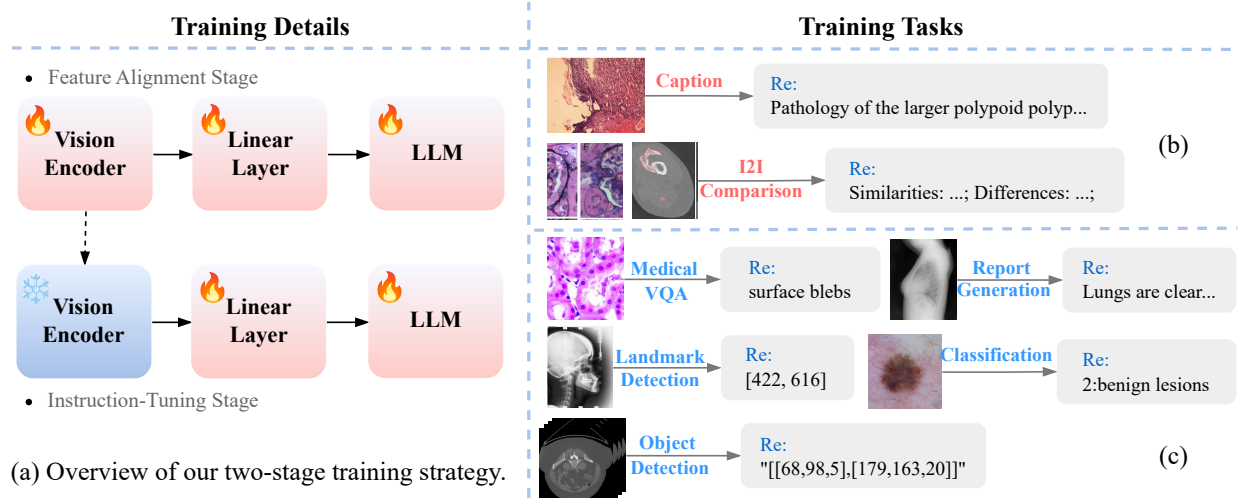 Training Details
• Feature Alignment Stage
Vision
Encoder
Linear
Layer
LLM
Vision
Encoder
Linear
Layer
LLM
• Instruction-Tuning Stage
(a) Overview of our two-stage training strategy.
Training Tasks
Caption
Re:
Pathology of the larger polypoid polyp...
(b)
I2I
Comparison
Re:
Similarities: ...; Differences: ...;
Medical
VQA
Re:
surface blebs
Report
Generation
Re:
Lungs are clear...
Landmark
Detection
Re:
[422, 616]
Classification
Re:
2:benign lesions
Object
Detection
Re:
"[[68,98,5],[179,163,20]]"
(c)